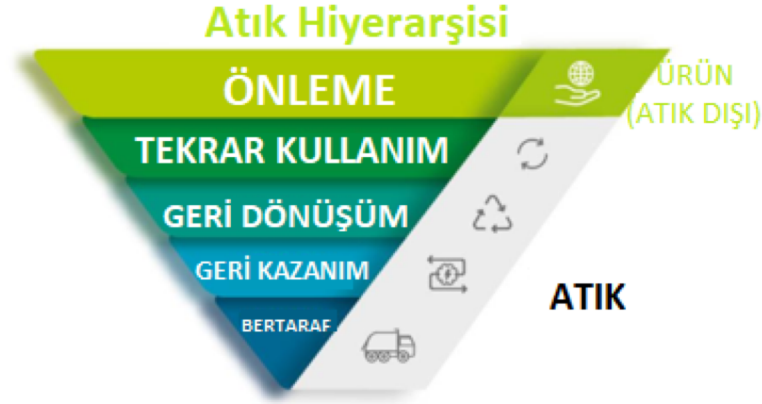 Atık Hiyerarşisi
ÖNLEME
ÜRÜN
(ATIK DIŞI)
TEKRAR KULLANIM
GERİ DÖNÜŞÜM
GERİ KAZANIM
ATIK
BERTARAF